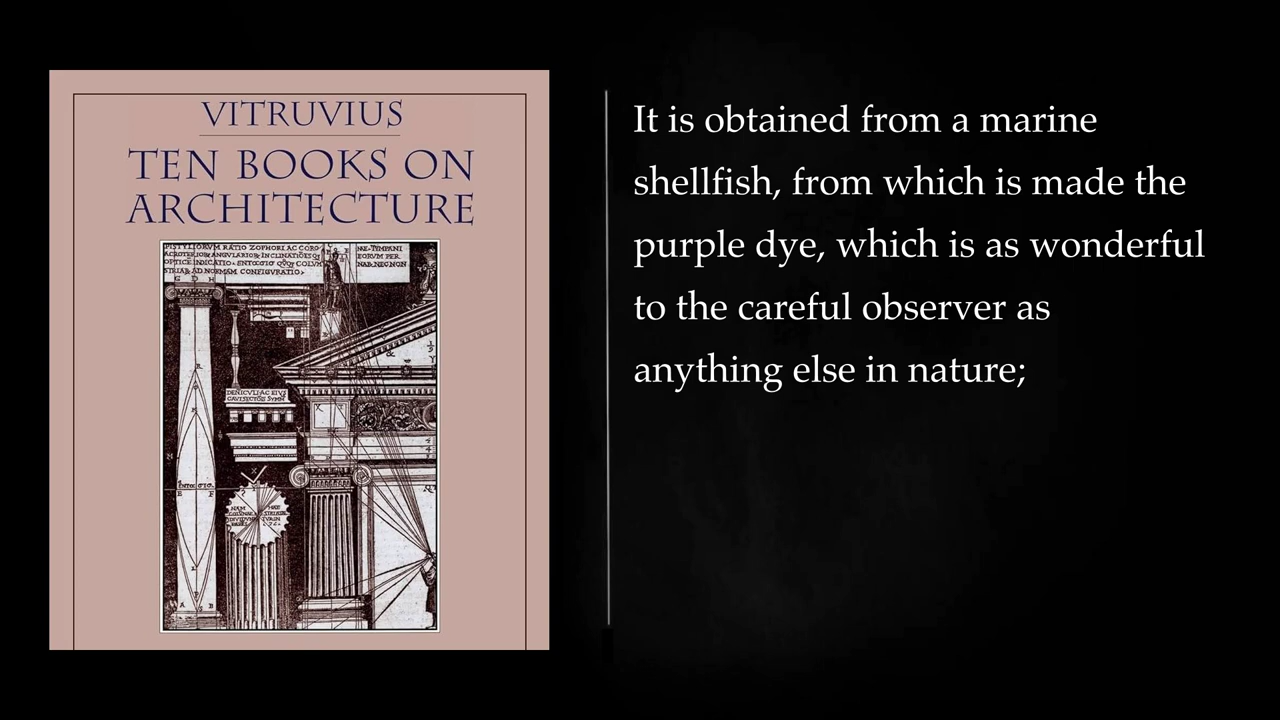 VITRUVIUS
TEN BOOKS ON
ARCHITECTURE
It is obtained from a marine
shellfish, from which is made the
purple dye, which is as wonderful
to the careful observer as
anything else in nature;